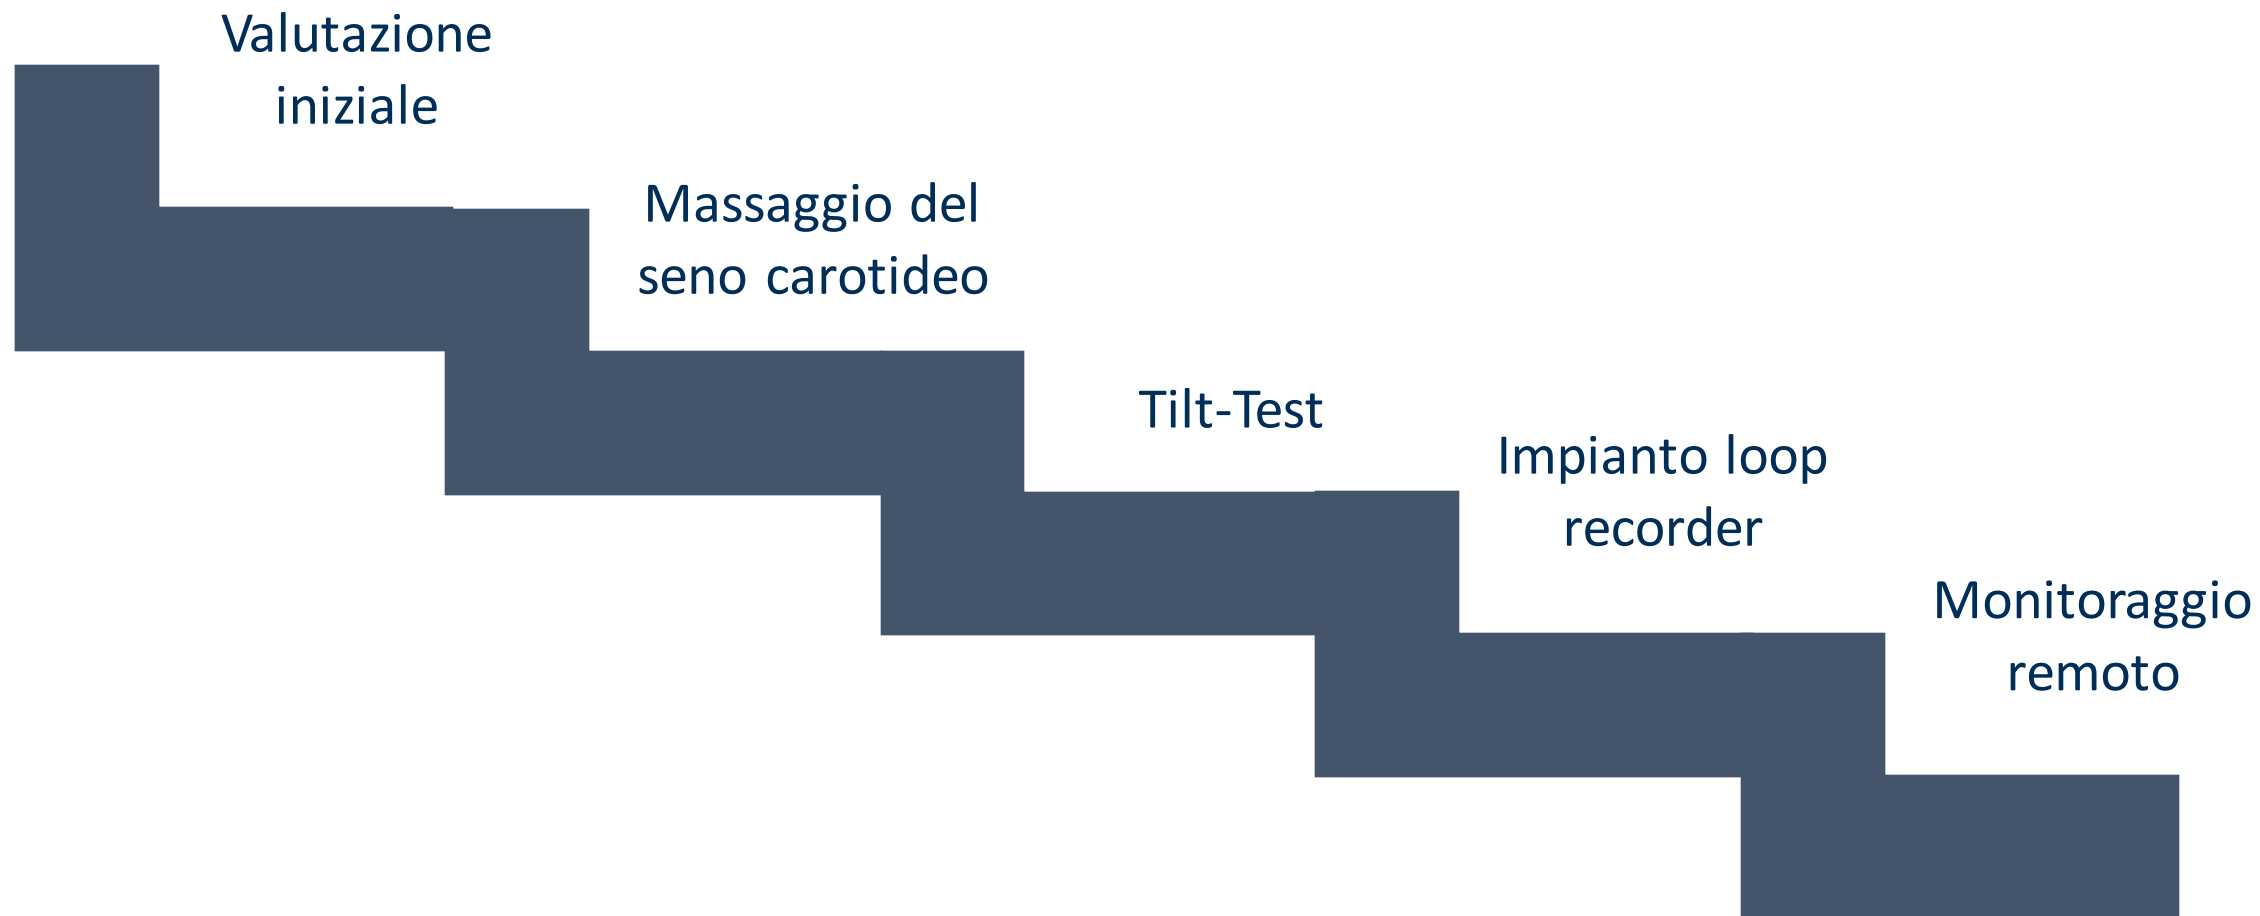 Valutazione
iniziale
Massaggio del
seno carotideo
Tilt-Test
Impianto loop
recorder
Monitoraggio
remoto